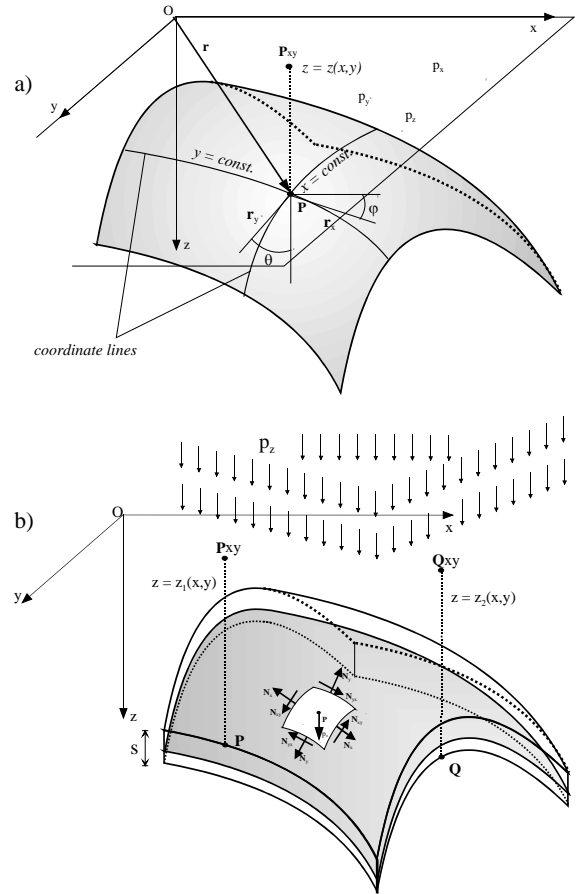 O
x
r
Pxy
z = z(x,y)
px
a)
y
py
pz
y = const.
x = const.
P
φ
ry
rx
z
θ
coordinate lines
pz
b)
O
x
Pxy
Qxy
y
z = z1(x,y)
z = z2(x,y)
z
S
P
Q
P